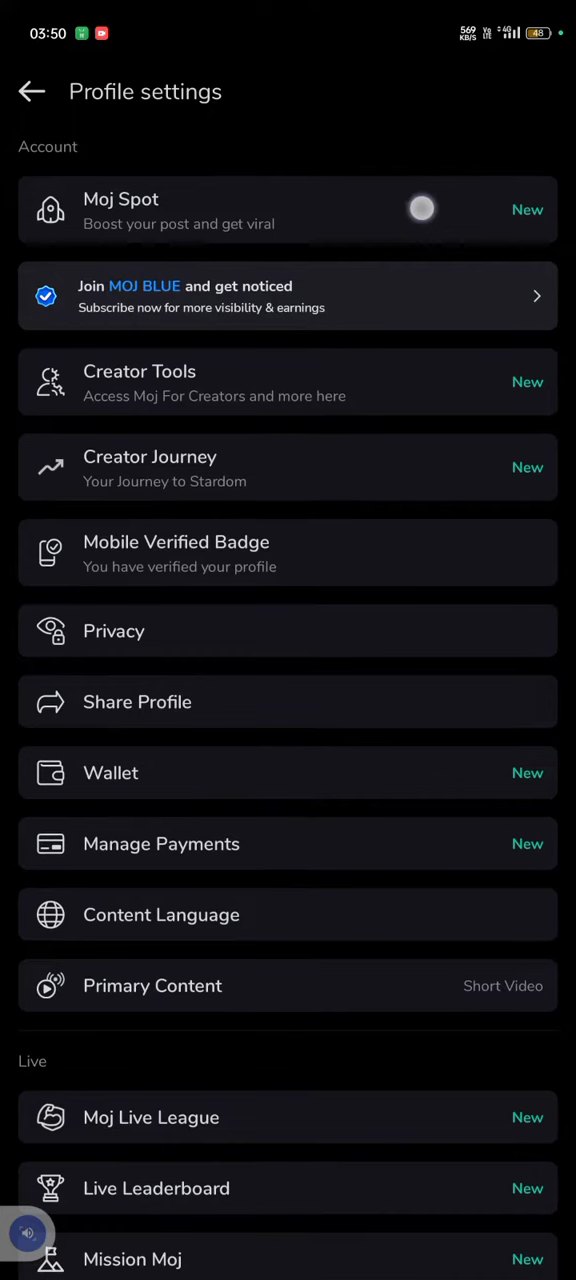 03:50
569
KB/S
Vo
LTE
4G
48
Profile settings
Account
Moj Spot
Boost your post and get viral
New
Join MOJ BLUE and get noticed
Subscribe now for more visibility & earnings
Creator Tools
Access Moj For Creators and more here
New
Creator Journey
Your Journey to Stardom
New
Mobile Verified Badge
You have verified your profile
Privacy
Share Profile
Wallet
New
Manage Payments
New
Content Language
Primary Content
Short Video
Live
Moj Live League
New
Live Leaderboard
New
Mission Moj
New